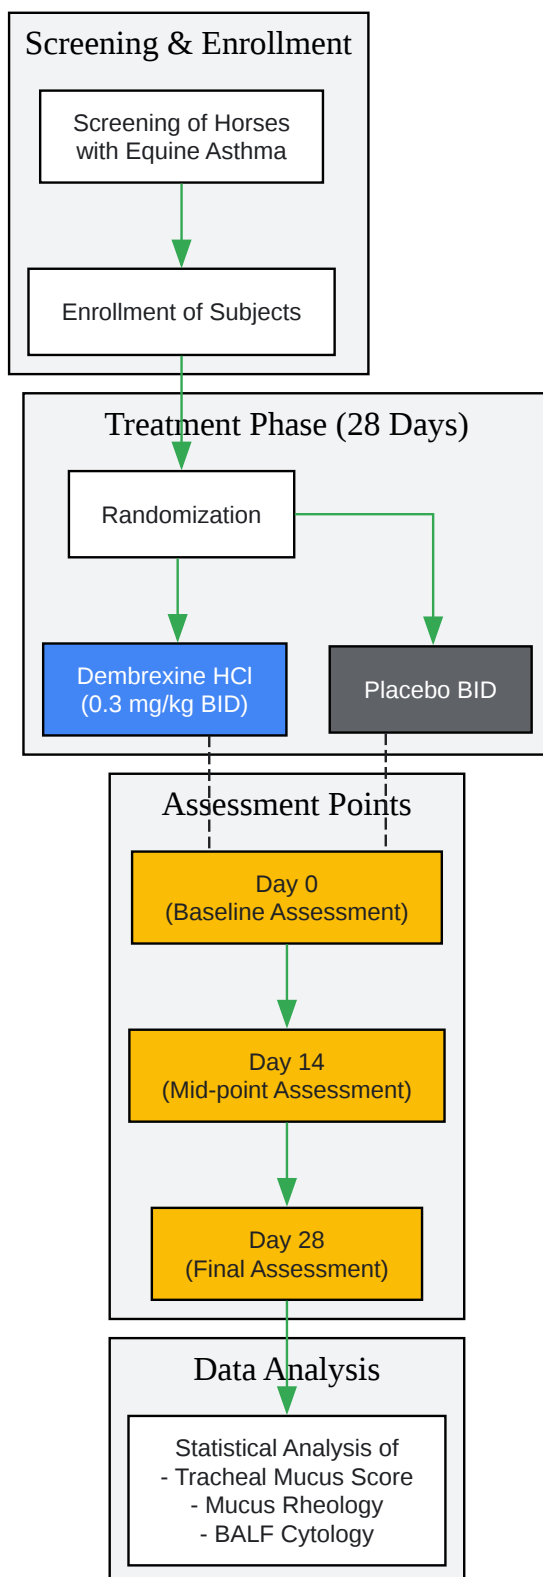 Screening & Enrollment
Screening of Horses
with Equine Asthma
Enrollment of Subjects
Treatment Phase (28 Days)
Randomization
Dembrexine HCl
(0.3 mg/kg BID)
Placebo BID
Assessment Points
Day 0
(Baseline Assessment)
Day 14
(Mid-point Assessment)
Day 28
(Final Assessment)
Data Analysis
Statistical Analysis of
- Tracheal Mucus Score
- Mucus Rheology
- BALF Cytology